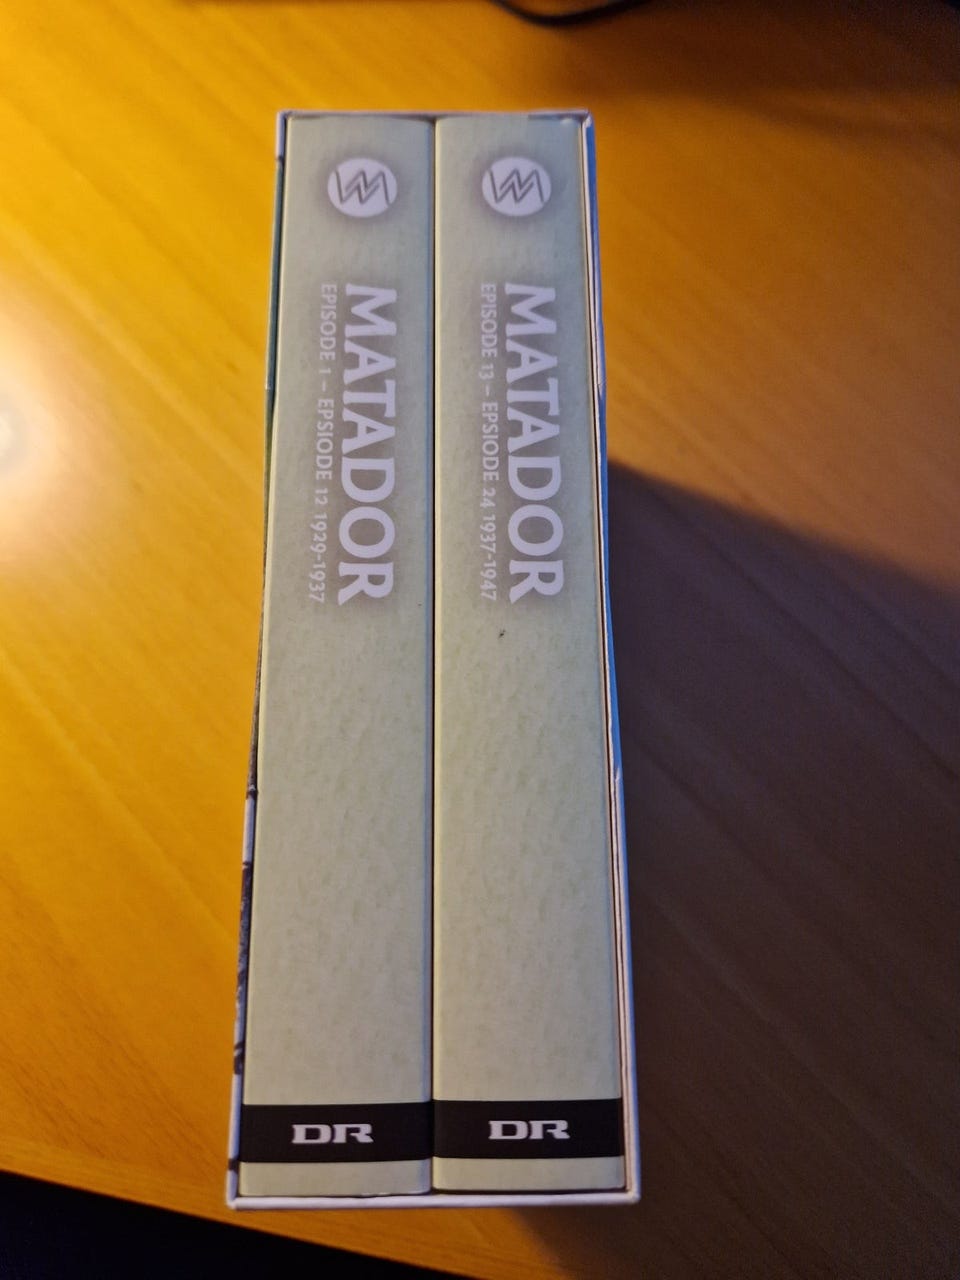 MATADOR
EPISODE 1 – EPSIODE 12 1929-1937
DR
MATADOR
EPISODE 13 – EPSIODE 24 1937-1947
DR